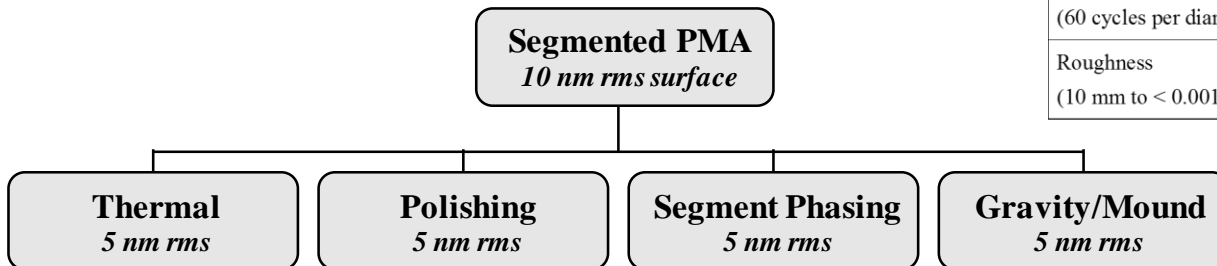 (60 cycles per
Segmented PMA
10 nm rms surface
Roughness
(10 mm to < 0.001
Thermal
5 nm rms
Polishing
5 nm rms
Segment Phasing
5 nm rms
Gravity/Mound
5 nm rms